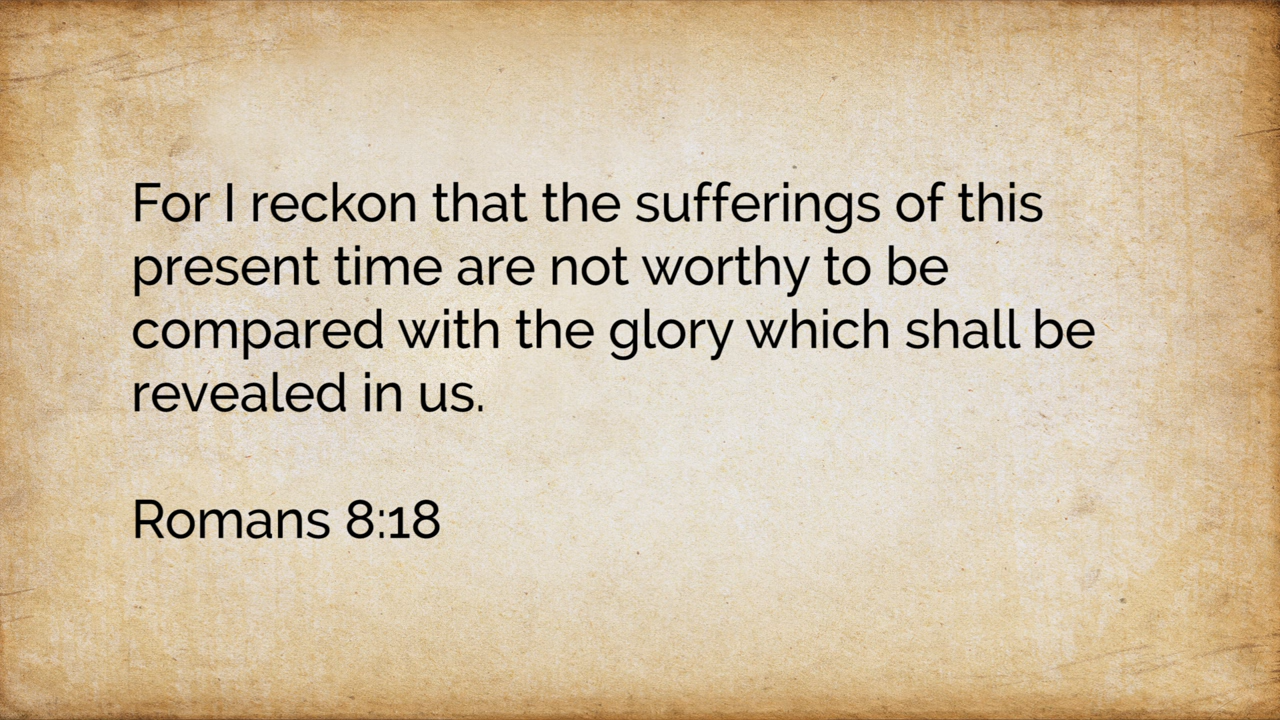 For I reckon that the sufferings of this
present time are not worthy to be
compared with the glory which shall be
revealed in us.
Romans 8:18